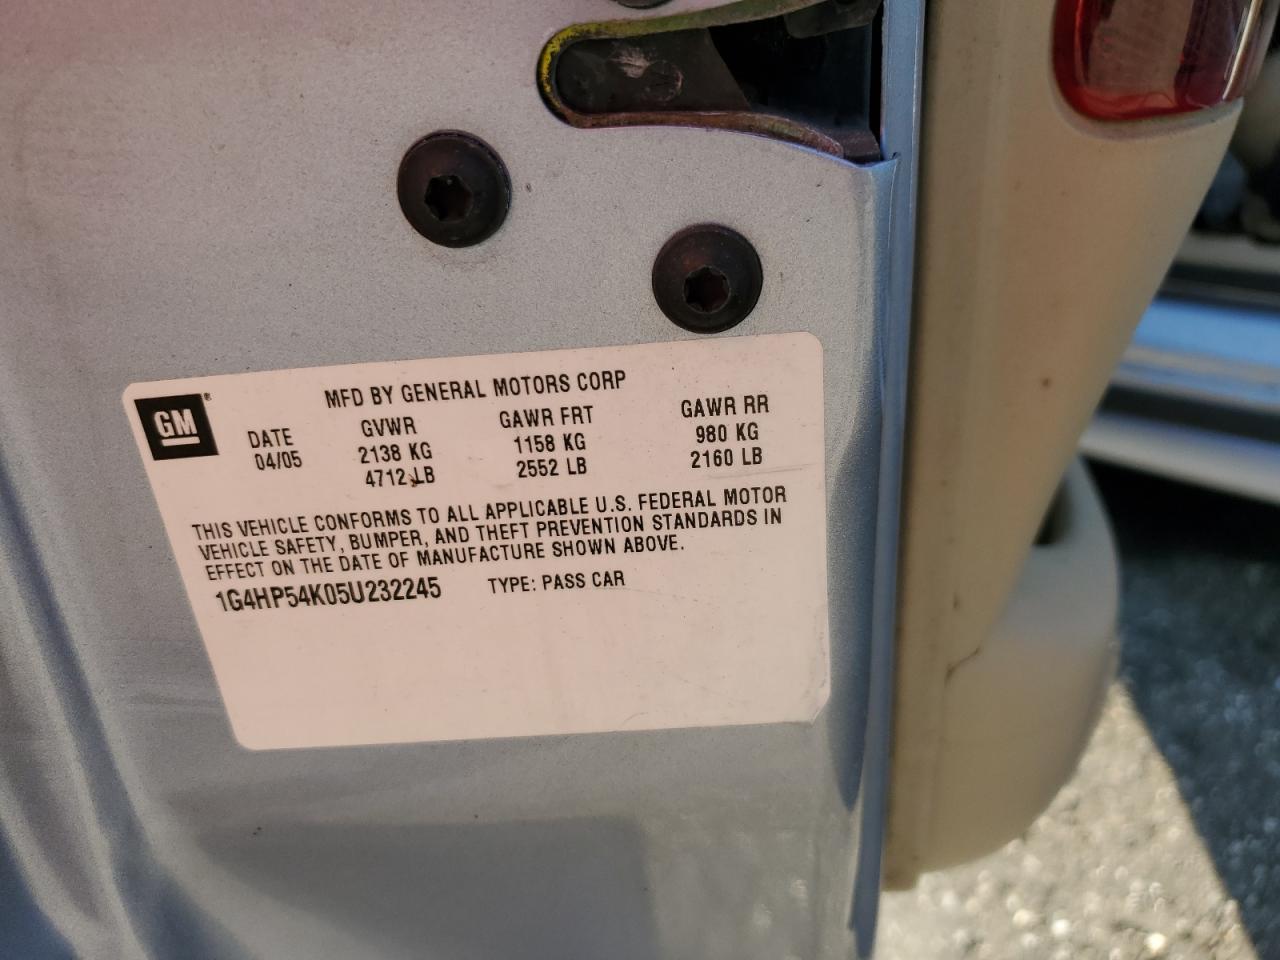 MFD BY GENERAL MOTORS CORP
GM®
DATE GVWR GAWR FRT GAWR RR
04/05 2138 KG 1158 KG 980 KG
4712 LB 2552 LB 2160 LB
THIS VEHICLE CONFORMS TO ALL APPLICABLE U.S. FEDERAL MOTOR
VEHICLE SAFETY, BUMPER, AND THEFT PREVENTION STANDARDS IN
EFFECT ON THE DATE OF MANUFACTURE SHOWN ABOVE.
1G4HP54K05U232245 TYPE: PASS CAR